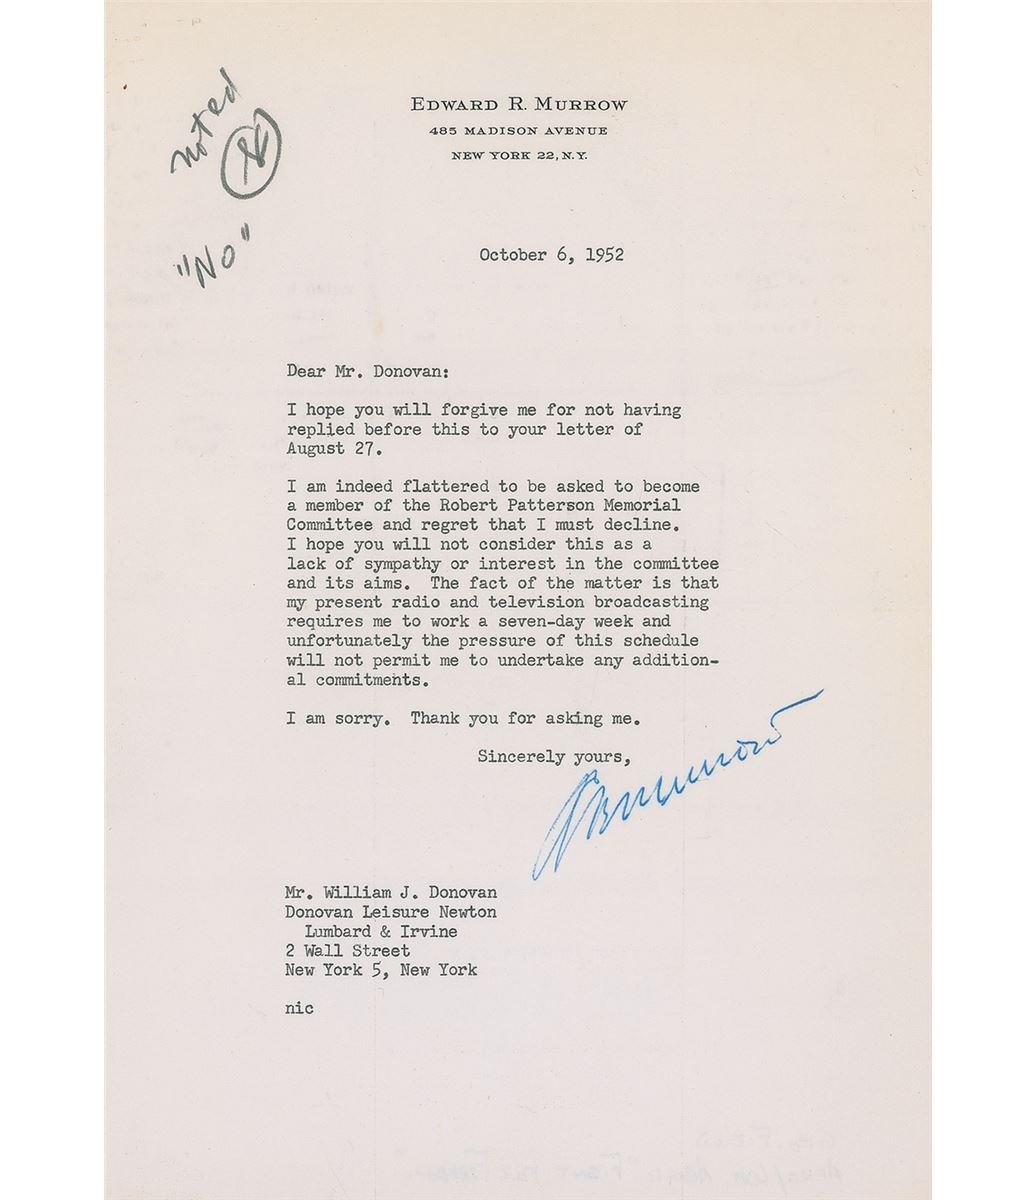 noted
"No"
EDWARD R. MURROW
485 MADISON AVENUE
NEW YORK 22, N.Y.
October 6, 1952
Dear Mr. Donovan:
I hope you will forgive me for not having
replied before this to your letter of
August 27.
I am indeed flattered to be asked to become
a member of the Robert Patterson Memorial
Committee and regret that I must decline.
I hope you will not consider this as a
lack of sympathy or interest in the committee
and its aims. The fact of the matter is that
my present radio and television broadcasting
requires me to work a seven-day week and
unfortunately the pressure of this schedule
will not permit me to undertake any addition-
al commitments.
I am sorry. Thank you for asking me.
Sincerely yours,
Mr. William J. Donovan
Donovan Leisure Newton
Lumbard & Irvine
2 Wall Street
New York 5, New York
nic